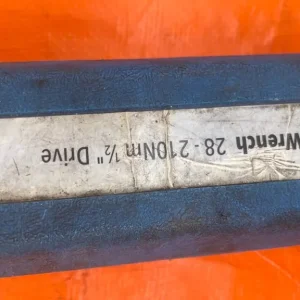 Wrench 28 - 210Nm ½" Drive